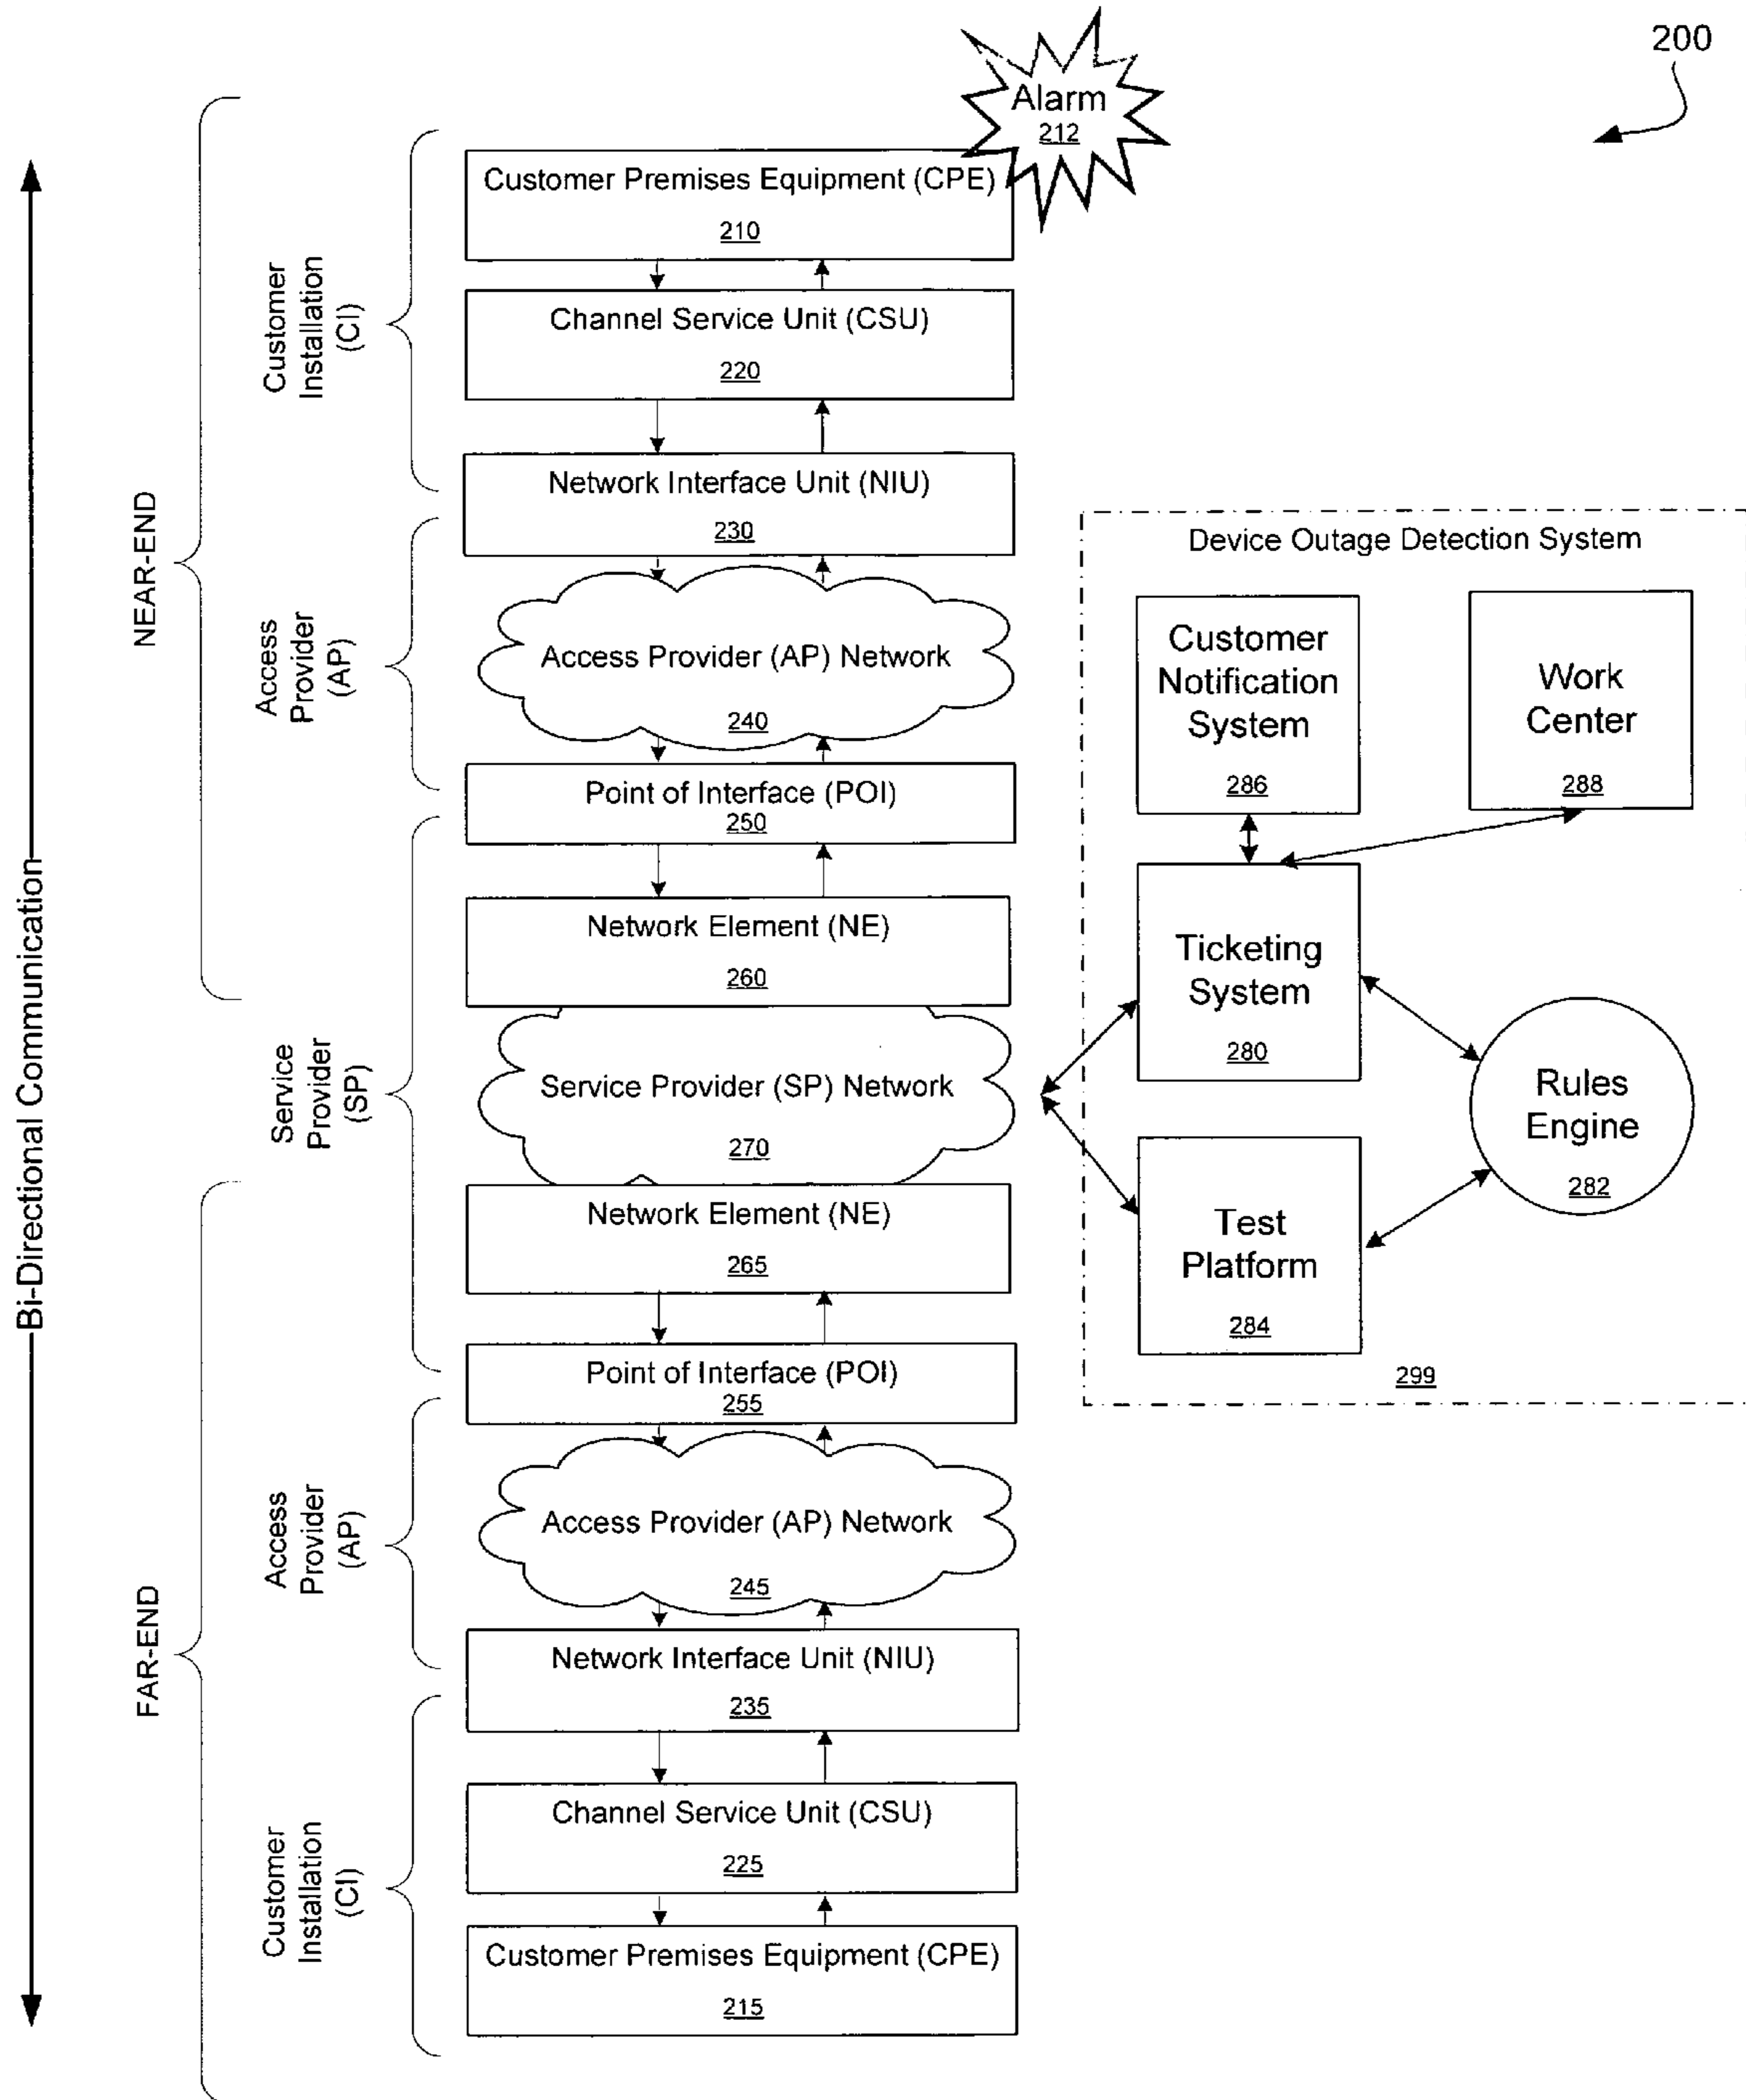 200
Alarm
212
Customer Premises Equipment (CPE)
210
Channel Service Unit (CSU)
220
Network Interface Unit (NIU)
230
Access Provider (AP) Network
240
Point of Interface (POI)
250
Network Element (NE)
260
Service Provider (SP) Network
270
Network Element (NE)
265
Point of Interface (POI)
255
Access Provider (AP) Network
245
Network Interface Unit (NIU)
235
Channel Service Unit (CSU)
225
Customer Premises Equipment (CPE)
215
Bi-Directional Communication
NEAR-END
FAR-END
Customer
Installation
(CI)
Access
Provider
(AP)
Service
Provider
(SP)
Access
Provider
(AP)
Customer
Installation
(CI)
Device Outage Detection System
Customer
Notification
System
286
Work
Center
288
Ticketing
System
280
Rules
Engine
282
Test
Platform
284
299